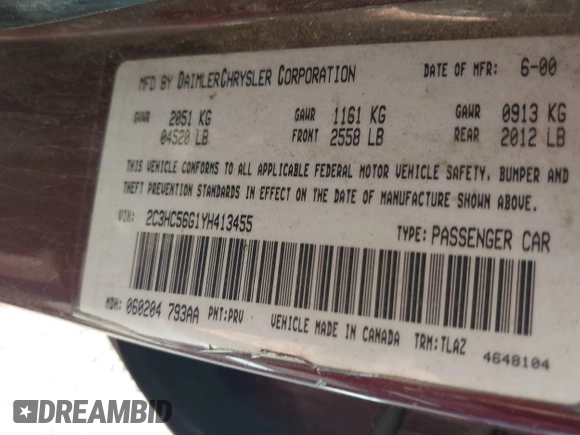 MFD BY DAIMLERCHRYSLER CORPORATION DATE OF MFR: 6-00
GVWR 2051 KG GAWR 1161 KG GAWR 0913 KG
04520 LB FRONT 2558 LB REAR 2012 LB
THIS VEHICLE CONFORMS TO ALL APPLICABLE FEDERAL MOTOR VEHICLE SAFETY, BUMPER AND
THEFT PREVENTION STANDARDS IN EFFECT ON THE DATE OF MANUFACTURE SHOWN ABOVE.
VIN: 2C3HC56G1YH413455 TYPE: PASSENGER CAR
MDH: 060204 793AA PNT: PRV VEHICLE MADE IN CANADA TRM: TLAZ 4648104
DREAMBID